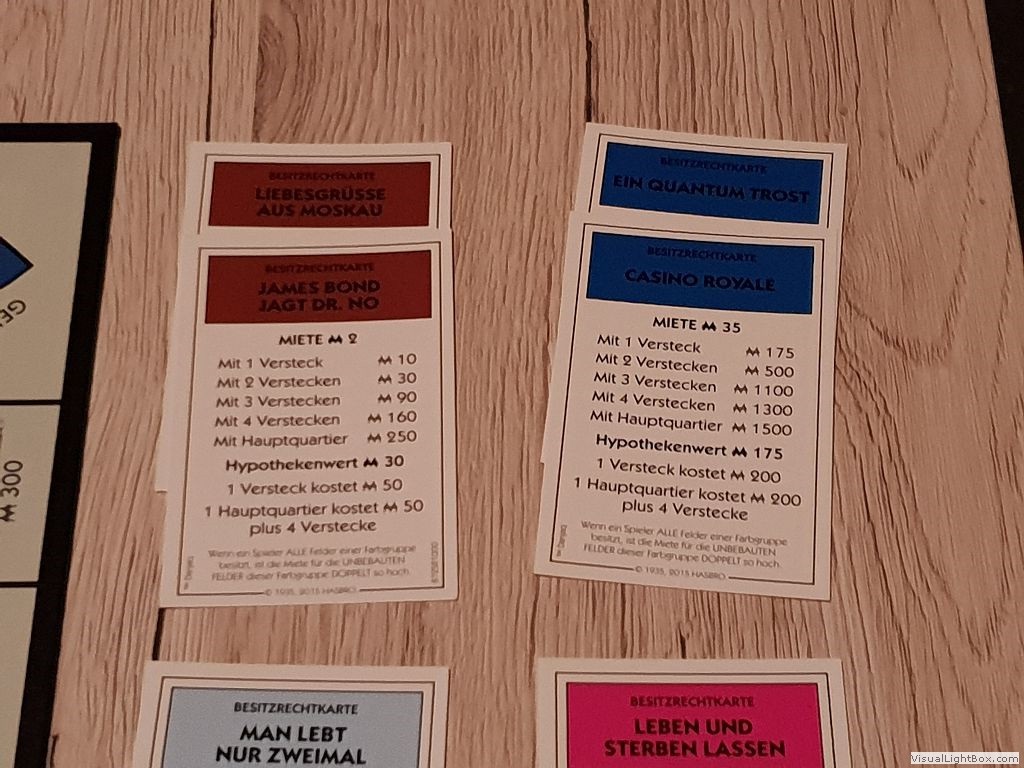 BESITZRECHTKARTE
LIEBESGRÜSSE
AUS MOSKAU
BESITZRECHTKARTE
JAMES BOND
JAGT DR. NO
MIETE M 2
Mit 1 Versteck M 10
Mit 2 Verstecken M 30
Mit 3 Verstecken M 90
Mit 4 Verstecken M 160
Mit Hauptquartier M 250
Hypothekenwert M 30
1 Versteck kostet M 50
1 Hauptquartier kostet M 50
plus 4 Verstecke
Wenn ein Spieler ALLE Felder einer Farbgruppe
besitzt, ist die Miete für die UNBEBAUTEN
FELDER dieser Farbgruppe DOPPELT so hoch.
© 1935, 2015 HASBRO.
BESITZRECHTKARTE
EIN QUANTUM TROST
BESITZRECHTKARTE
CASINO ROYALE
MIETE M 35
Mit 1 Versteck M 175
Mit 2 Verstecken M 500
Mit 3 Verstecken M 1100
Mit 4 Verstecken M 1300
Mit Hauptquartier M 1500
Hypothekenwert M 175
1 Versteck kostet M 200
1 Hauptquartier kostet M 200
plus 4 Verstecke
Wenn ein Spieler ALLE Felder einer Farbgruppe
besitzt, ist die Miete für die UNBEBAUTEN
FELDER dieser Farbgruppe DOPPELT so hoch.
© 1935, 2015 HASBRO.
M 300
BESITZRECHTKARTE
MAN LEBT
NUR ZWEIMAL
BESITZRECHTKARTE
LEBEN UND
STERBEN LASSEN
VisualLightBox.com